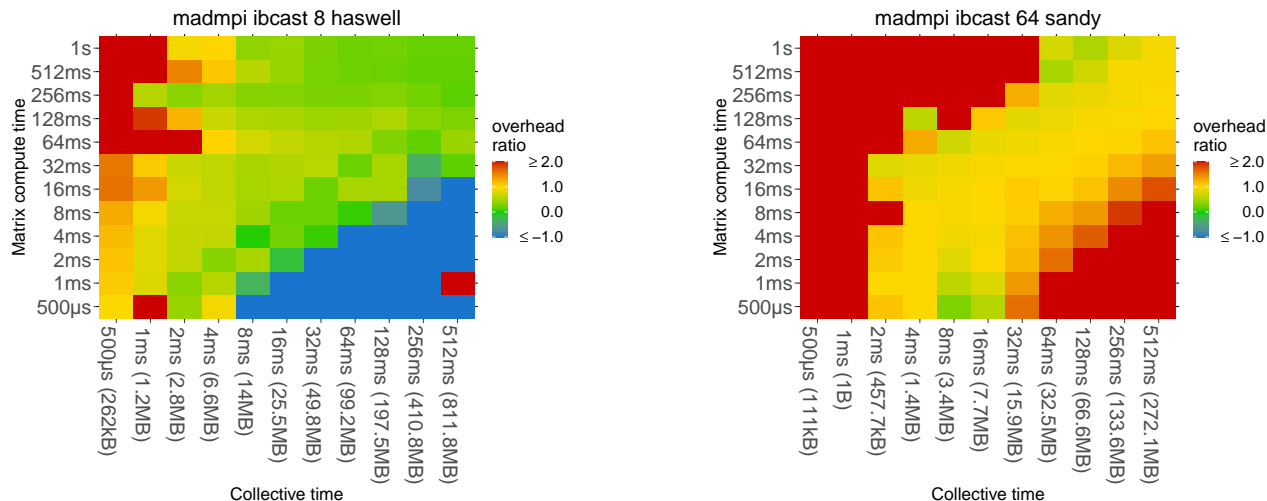 madmpi ibcast 8 haswell
Matrix compute time
1s
512ms
256ms
128ms
64ms
32ms
16ms
8ms
4ms
2ms
1ms
500µs
500µs (262kB)
1ms (1.2MB)
2ms (2.8MB)
4ms (6.6MB)
8ms (14MB)
16ms (25.5MB)
32ms (49.8MB)
64ms (99.2MB)
128ms (197.5MB)
256ms (410.8MB)
512ms (811.8MB)
Collective time
overhead
ratio
≥ 2.0
1.0
0.0
≤ −1.0
madmpi ibcast 64 sandy
Matrix compute time
1s
512ms
256ms
128ms
64ms
32ms
16ms
8ms
4ms
2ms
1ms
500µs
500µs (111kB)
1ms (1B)
2ms (457.7kB)
4ms (1.4MB)
8ms (3.4MB)
16ms (7.7MB)
32ms (15.9MB)
64ms (32.5MB)
128ms (66.6MB)
256ms (133.6MB)
512ms (272.1MB)
Collective time
overhead
ratio
≥ 2.0
1.0
0.0
≤ −1.0